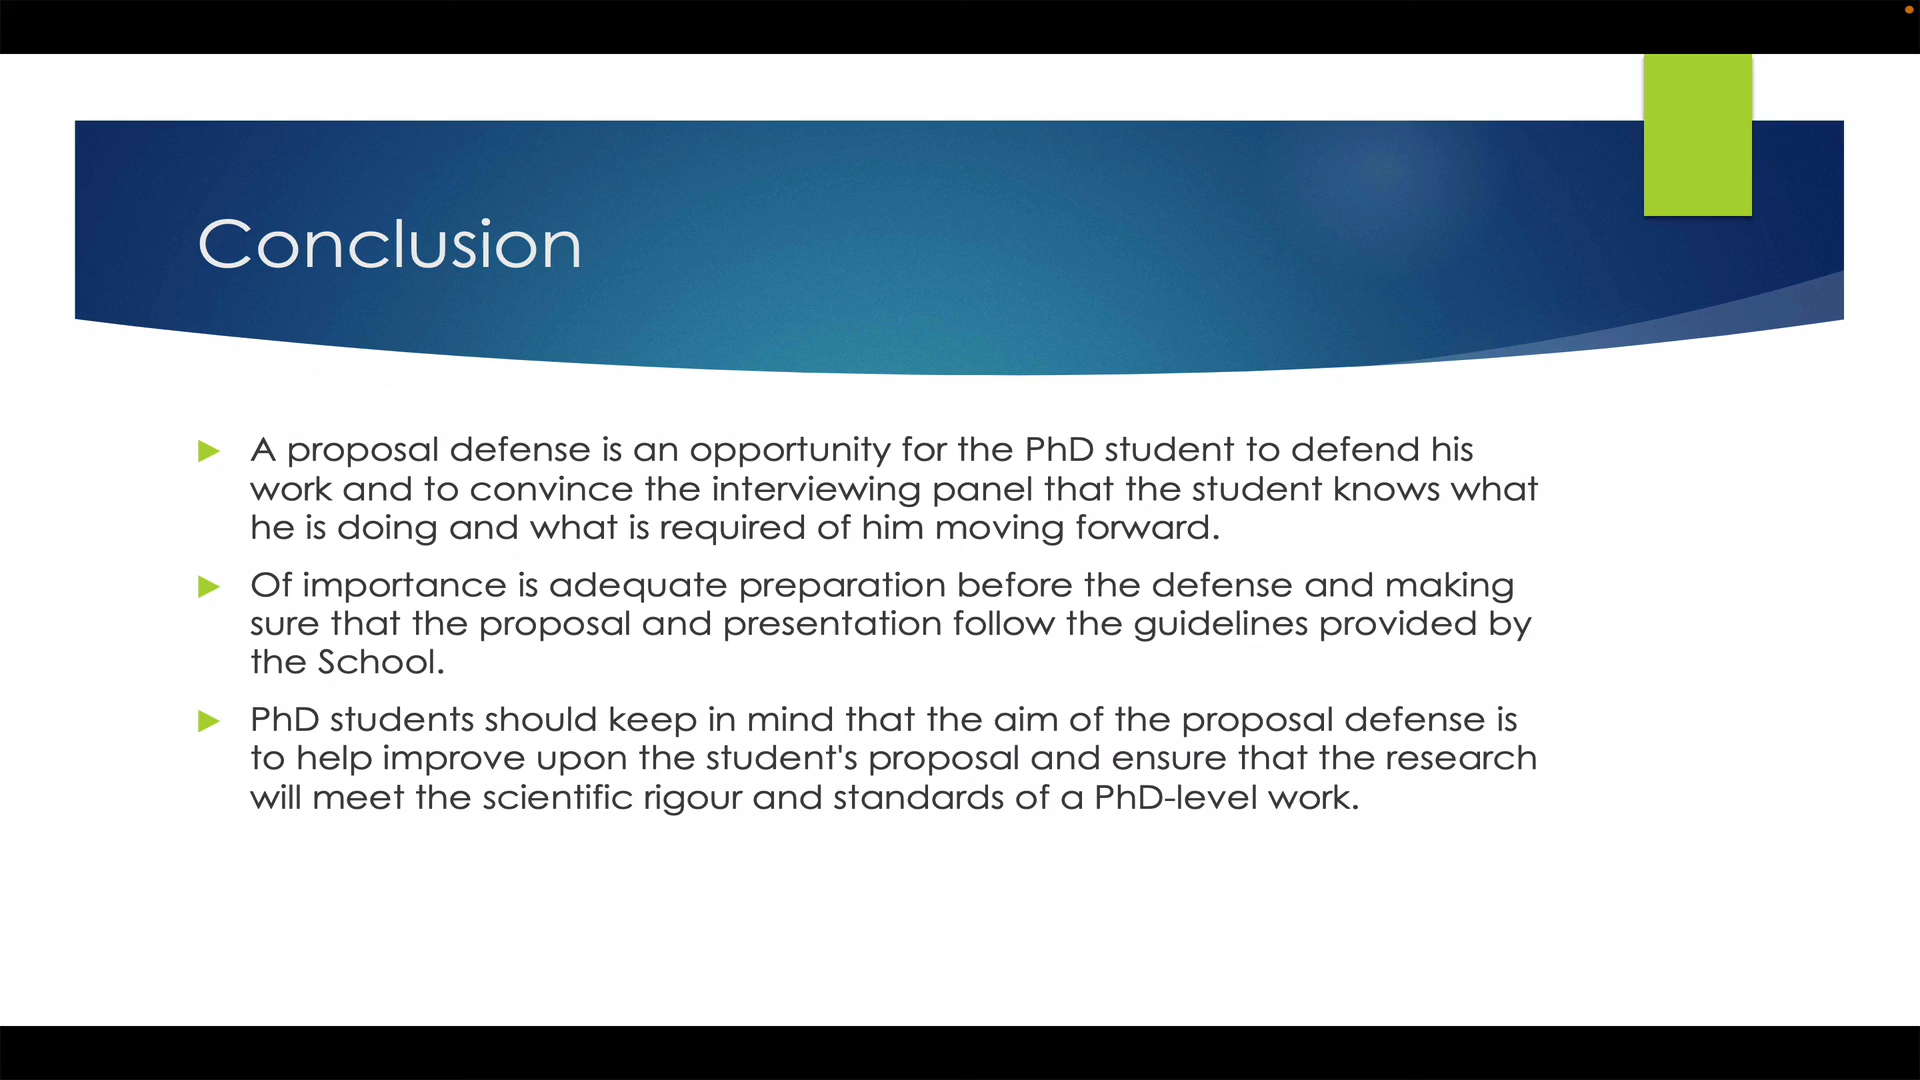 Conclusion
A proposal defense is an opportunity for the PhD student to defend his
work and to convince the interviewing panel that the student knows what
he is doing and what is required of him moving forward.
Of importance is adequate preparation before the defense and making
sure that the proposal and presentation follow the guidelines provided by
the School.
PhD students should keep in mind that the aim of the proposal defense is
to help improve upon the student's proposal and ensure that the research
will meet the scientific rigour and standards of a PhD-level work.